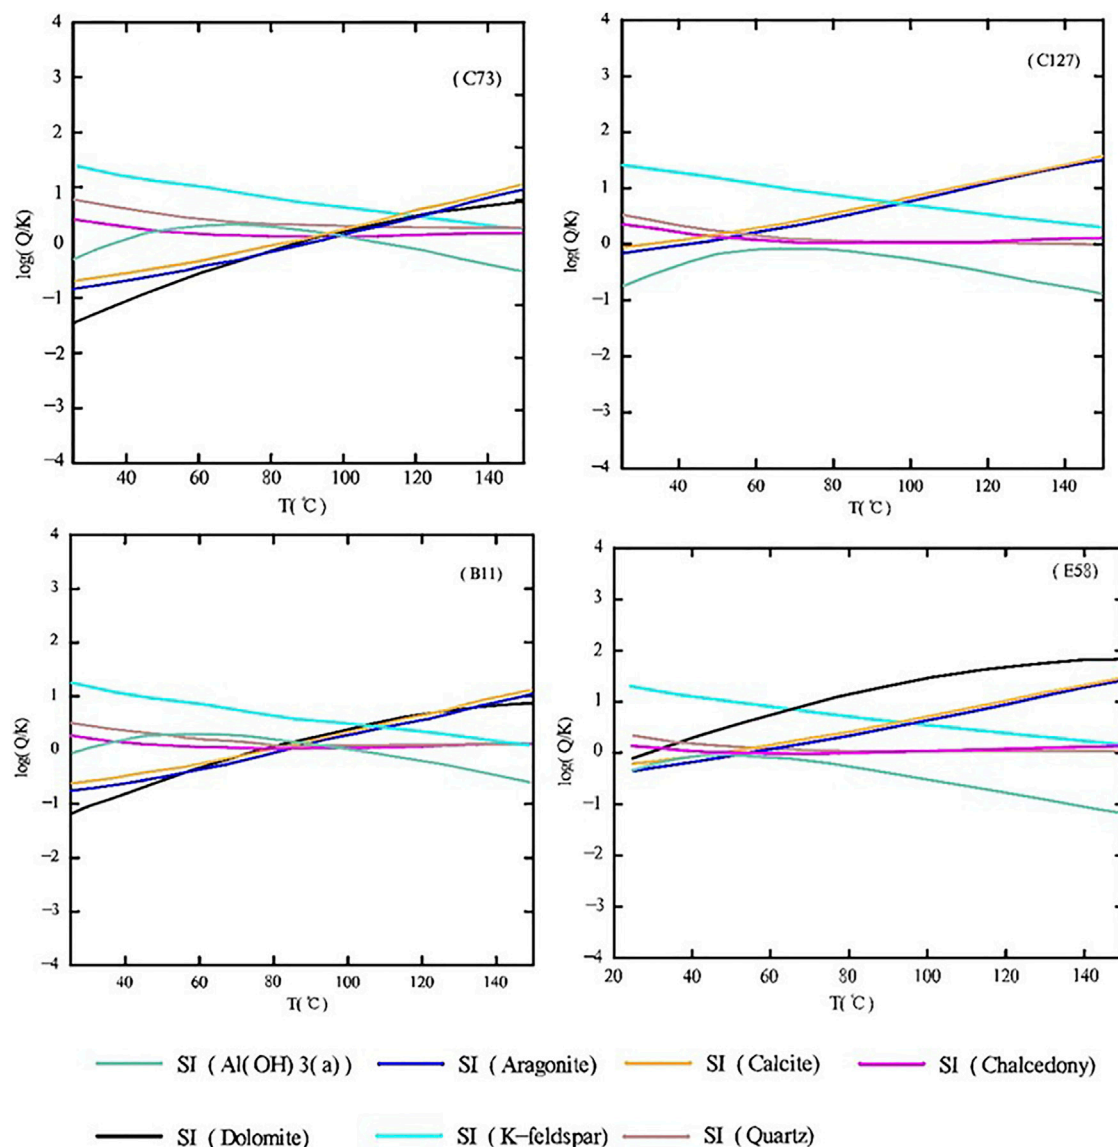 4
3
2
1
0
−1
−2
−3
−4
log( Q/K)
( C73)
40 60 80 100 120 140
T( ℃)
4
3
2
1
0
−1
−2
−3
−4
log( Q/K)
( C127)
40 60 80 100 120 140
T( ℃)
4
3
2
1
0
−1
−2
−3
−4
log( Q/K)
( B11)
40 60 80 100 120 140
T( ℃)
4
3
2
1
0
−1
−2
−3
−4
log( Q/K)
( E58)
20 40 60 80 100 120 140
T( ℃)
SI ( Al( OH) 3( a) ) SI ( Aragonite) SI ( Calcite) SI ( Chalcedony)
SI ( Dolomite) SI ( K−feldspar) SI ( Quartz)